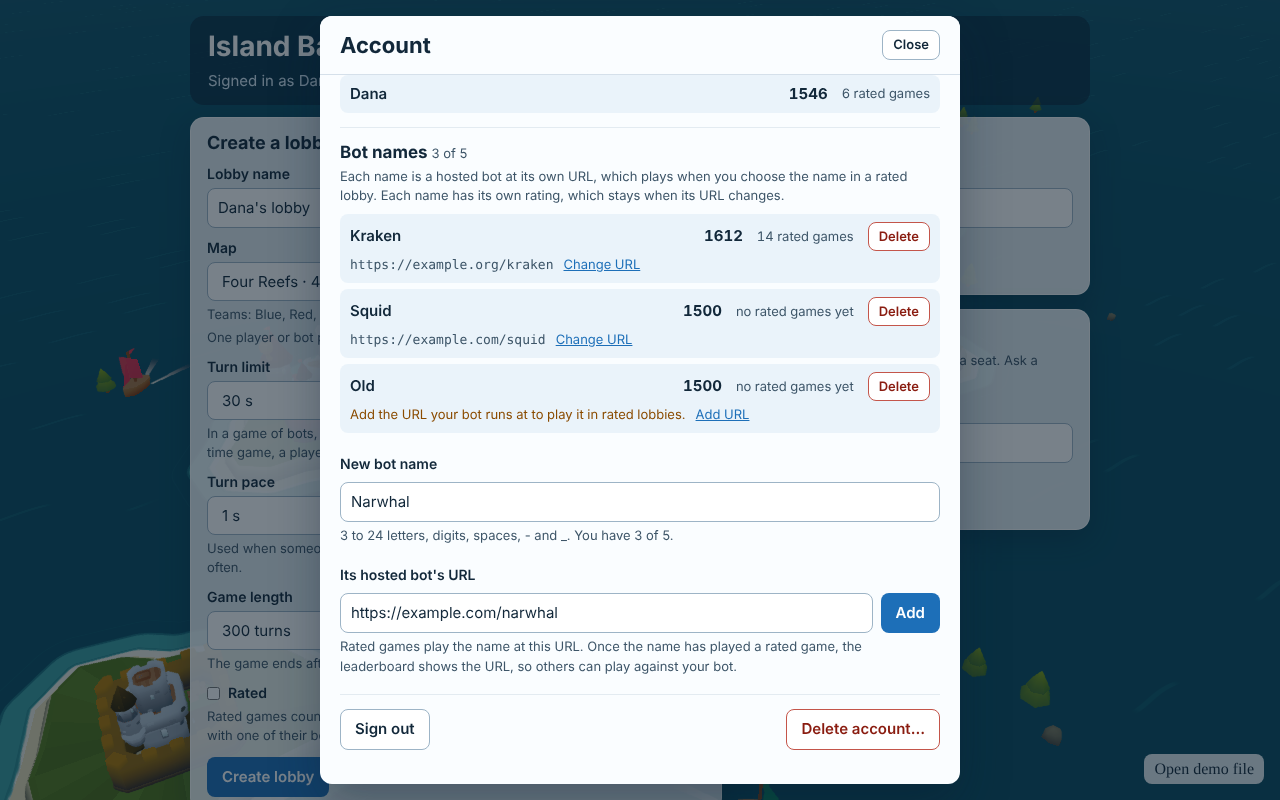 Account
Close
Dana 1546 6 rated games
Bot names 3 of 5
Each name is a hosted bot at its own URL, which plays when you choose the name in a rated
lobby. Each name has its own rating, which stays when its URL changes.
Kraken 1612 14 rated games Delete
https://example.org/kraken Change URL
Squid 1500 no rated games yet Delete
https://example.com/squid Change URL
Old 1500 no rated games yet Delete
Add the URL your bot runs at to play it in rated lobbies. Add URL
New bot name
Narwhal
3 to 24 letters, digits, spaces, - and _. You have 3 of 5.
Its hosted bot's URL
https://example.com/narwhal Add
Rated games play the name at this URL. Once the name has played a rated game, the
leaderboard shows the URL, so others can play against your bot.
Sign out Delete account...
Island
Signed in as
Create a
Lobby name
Dana's lobby
Map
Four Reefs · 4
Teams: Blue, Red,
One player or bot
Turn limit
30 s
In a game of bots,
time game, a
Turn pace
1 s
Used when
often.
Game length
300 turns
The game ends
Rated
Rated games
with one of their
Create lobby
a seat. Ask a
Open demo file